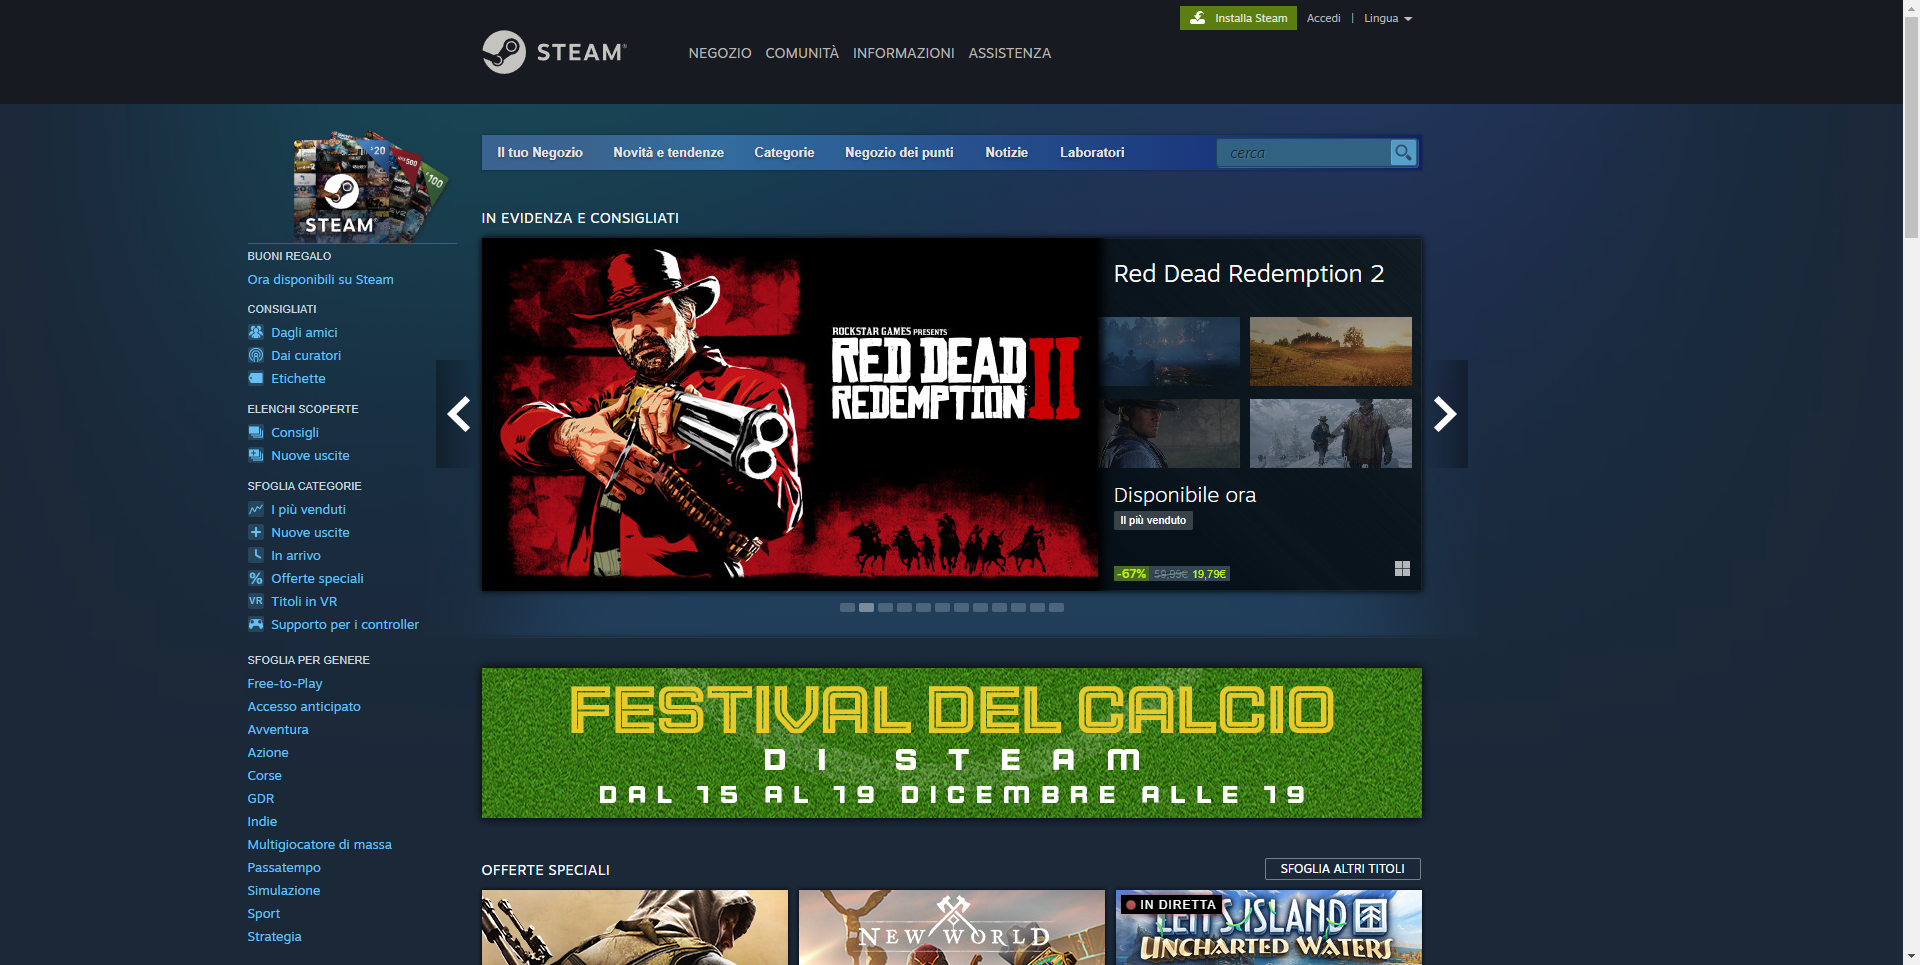 Installa Steam
Accedi | Lingua
STEAM®
NEGOZIO COMUNITÀ INFORMAZIONI ASSISTENZA
Il tuo Negozio Novità e tendenze Categorie Negozio dei punti Notizie Laboratori cerca
20
500
100
STEAM
BUONI REGALO
Ora disponibili su Steam
CONSIGLIATI
Dagli amici
Dai curatori
Etichette
ELENCHI SCOPERTE
Consigli
Nuove uscite
SFOGLIA CATEGORIE
I più venduti
Nuove uscite
In arrivo
% Offerte speciali
VR Titoli in VR
Supporto per i controller
SFOGLIA PER GENERE
Free-to-Play
Accesso anticipato
Avventura
Azione
Corse
GDR
Indie
Multigiocatore di massa
Passatempo
Simulazione
Sport
Strategia
IN EVIDENZA E CONSIGLIATI
ROCKSTAR GAMES PRESENTS
RED DEAD
REDEMPTION II
Red Dead Redemption 2
Disponibile ora
Il più venduto
-67% 59,99€ 19,79€
FESTIVAL DEL CALCIO
DI STEAM
DAL 15 AL 19 DICEMBRE ALLE 19
OFFERTE SPECIALI
SFOGLIA ALTRI TITOLI
NEW WORLD
IN DIRETTA
ISLAND
UNCHARTED WATERS